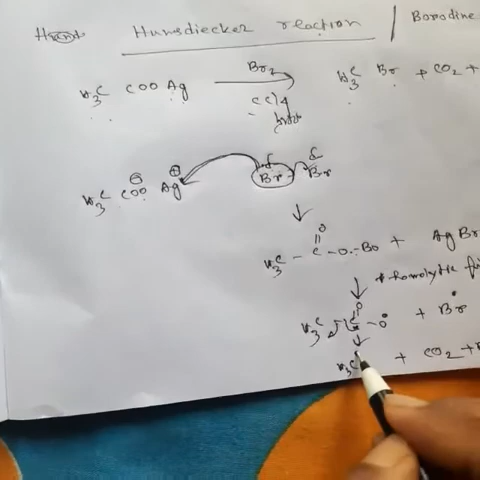 Hunsdiecker reaction / Borodine
H3C COO Ag Br2 CCl4 H3C Br + CO2 +
H3C COO ⊖ Ag ⊕ δ Br - δ Br
↓
O
H3C - C - O - Bo + AgBr
↓ homolytic
O
H3C C - O• + Br•
↓
H3C + CO2 +